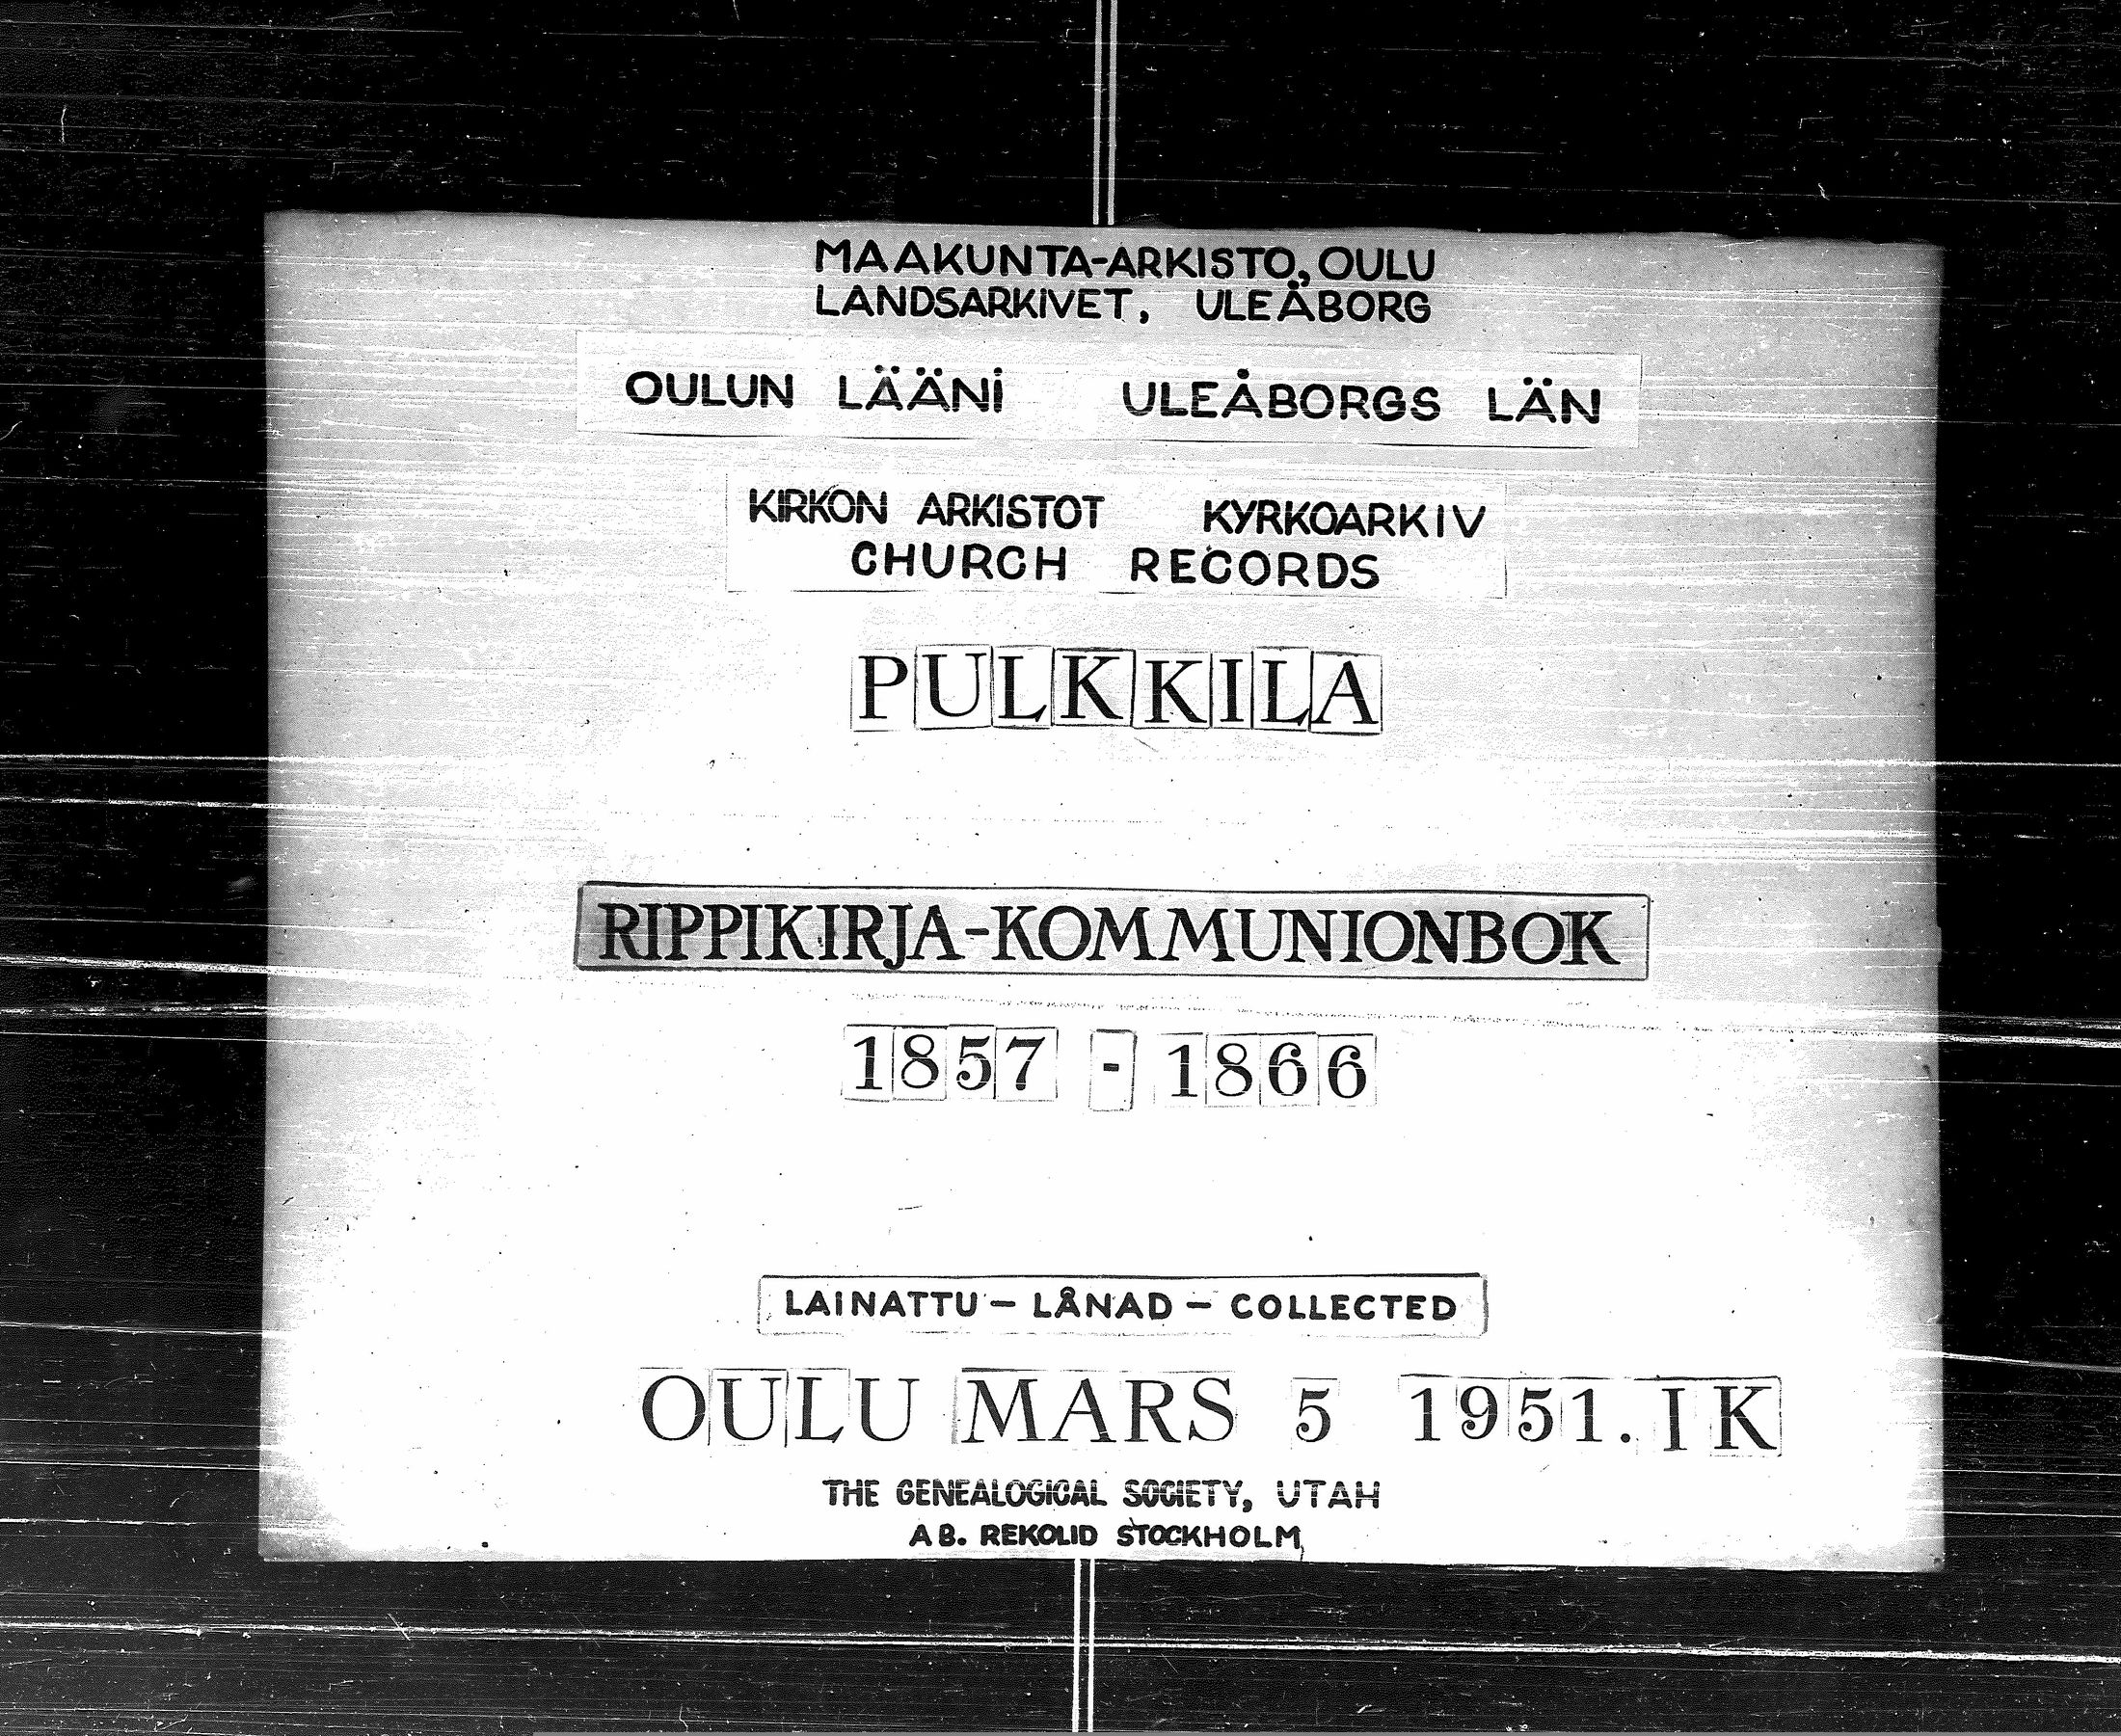 MAAKUNTA-ARKISTO, OULU
LANDSARKIVET, ULEÅBORG
OULUN LÄÄNI ULEÅBORGS LÄN
KIRKON ARKISTOT KYRKOARKIV
CHURCH RECORDS
PULKKILA
RIPPIKIRJA-KOMMUNIONBOK
1857 - 1866
LAINATTU - LÅNAD - COLLECTED
OULU MARS 5 1951. IK
THE GENEALOGICAL SOCIETY, UTAH
AB. REKOLID STOCKHOLM